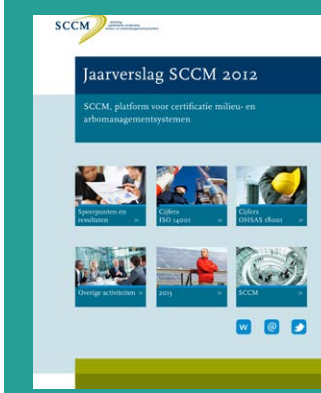 SCCM
Jaarverslag SCCM 2012
SCCM, platform voor certificatie milieu- en
arbomanagementsystemen
Speerpunten en
resultaten »
Cijfers
ISO 14001 »
Cijfers
OHSAS 18001 »
Overige activiteiten »
2013 »
SCCM »
W @